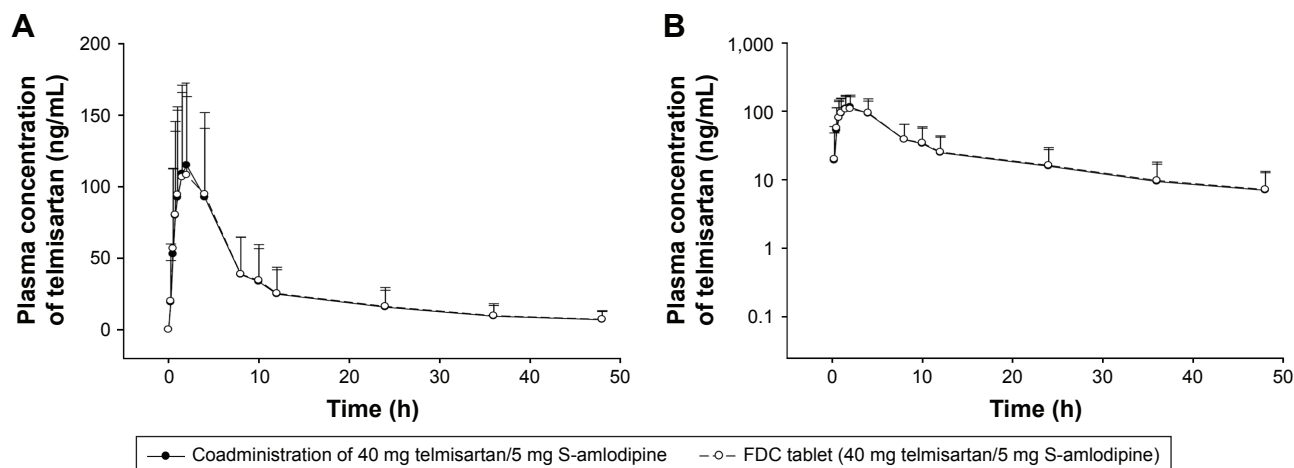 A
Plasma concentration
of telmisartan (ng/mL)
200
150
100
50
0
0 10 20 30 40 50
Time (h)
B
Plasma concentration
of telmisartan (ng/mL)
1,000
100
10
1
0.1
0 10 20 30 40 50
Time (h)
Coadministration of 40 mg telmisartan/5 mg S-amlodipine
FDC tablet (40 mg telmisartan/5 mg S-amlodipine)